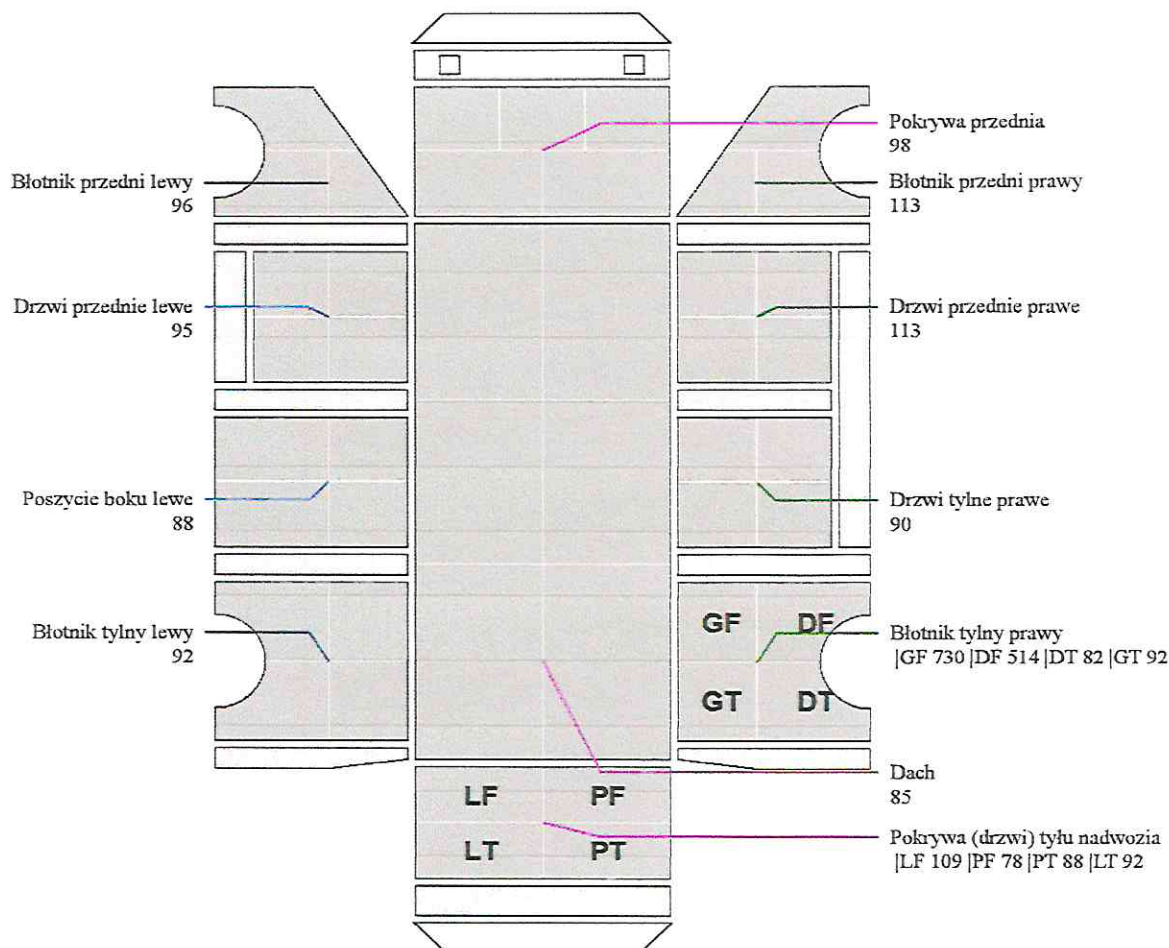 Pokrywa przednia
98
Błotnik przedni lewy
96
Błotnik przedni prawy
113
Drzwi przednie lewe
95
Drzwi przednie prawe
113
Poszycie boku lewe
88
Drzwi tylne prawe
90
GF DF
GT DT
Błotnik tylny lewy
92
Błotnik tylny prawy
|GF 730 |DF 514 |DT 82 |GT 92
Dach
85
LF PF
LT PT
Pokrywa (drzwi) tyłu nadwozia
|LF 109 |PF 78 |PT 88 |LT 92